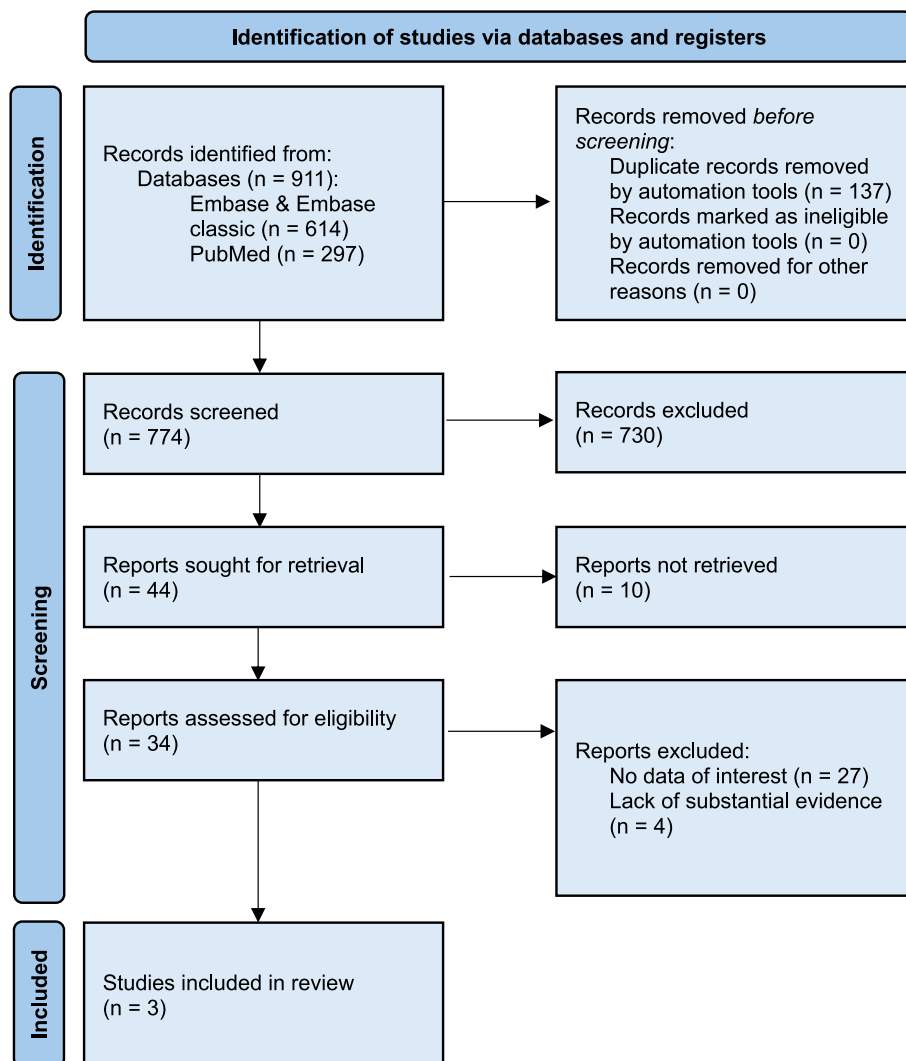 Identification of studies via databases and registers
Identification
Records identified from:
Databases (n = 911):
Embase & Embase
classic (n = 614)
PubMed (n = 297)
Records removed before
screening:
Duplicate records removed
by automation tools (n = 137)
Records marked as ineligible
by automation tools (n = 0)
Records removed for other
reasons (n = 0)
Screening
Records screened
(n = 774)
Records excluded
(n = 730)
Reports sought for retrieval
(n = 44)
Reports not retrieved
(n = 10)
Reports assessed for eligibility
(n = 34)
Reports excluded:
No data of interest (n = 27)
Lack of substantial evidence
(n = 4)
Included
Studies included in review
(n = 3)